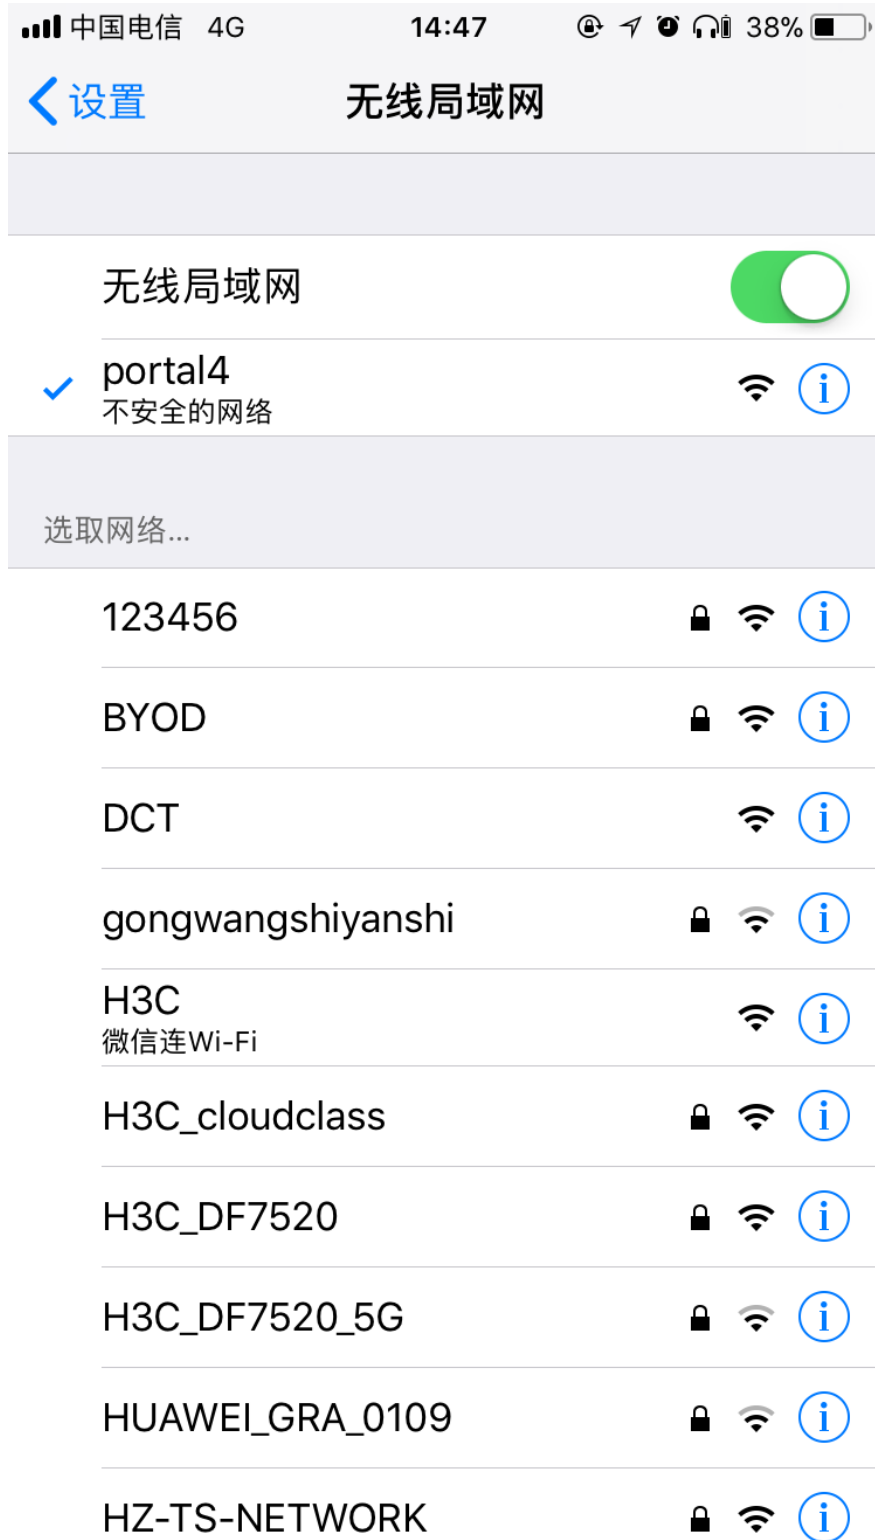 中国电信 4G 14:47 38%
设置 无线局域网
无线局域网
portal4
不安全的网络
选取网络...
123456
BYOD
DCT
gongwangshiyanshi
H3C
微信连Wi-Fi
H3C_cloudclass
H3C_DF7520
H3C_DF7520_5G
HUAWEI_GRA_0109
HZ-TS-NETWORK